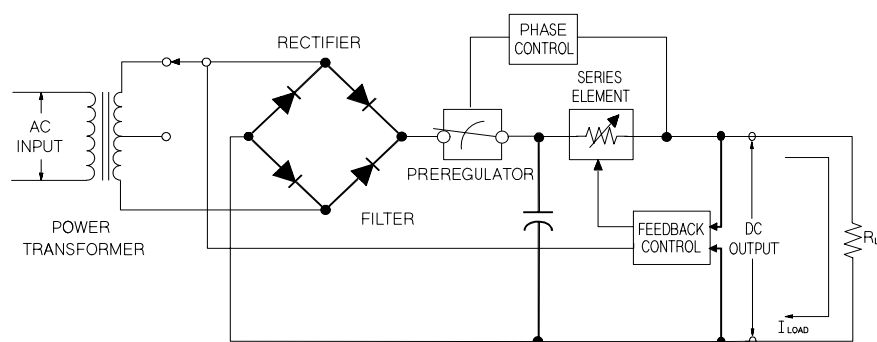 PHASE
CONTROL
RECTIFIER
SERIES
ELEMENT
AC
INPUT
PREREGULATOR
POWER
TRANSFORMER
FILTER
FEEDBACK
CONTROL
DC
OUTPUT
RL
ILOAD